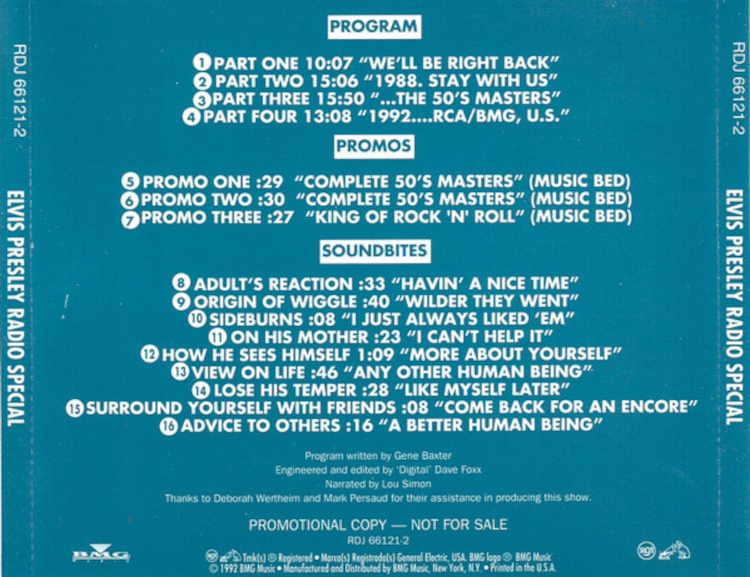 PROGRAM
1 PART ONE 10:07 “WE'LL BE RIGHT BACK”
2 PART TWO 15:06 “1988. STAY WITH US”
3 PART THREE 15:50 “...THE 50'S MASTERS”
4 PART FOUR 13:08 “1992....RCA/BMG, U.S.”
PROMOS
5 PROMO ONE :29 “COMPLETE 50'S MASTERS” (MUSIC BED)
6 PROMO TWO :30 “COMPLETE 50'S MASTERS” (MUSIC BED)
7 PROMO THREE :27 “KING OF ROCK 'N' ROLL” (MUSIC BED)
SOUNDBITES
8 ADULT'S REACTION :33 “HAVIN' A NICE TIME”
9 ORIGIN OF WIGGLE :40 “WILDER THEY WENT”
10 SIDEBURNS :08 “I JUST ALWAYS LIKED ‘EM”
11 ON HIS MOTHER :23 “I CAN'T HELP IT”
12 HOW HE SEES HIMSELF 1:09 “MORE ABOUT YOURSELF”
13 VIEW ON LIFE :46 “ANY OTHER HUMAN BEING”
14 LOSE HIS TEMPER :28 “LIKE MYSELF LATER”
15 SURROUND YOURSELF WITH FRIENDS :08 “COME BACK FOR AN ENCORE”
16 ADVICE TO OTHERS :16 “A BETTER HUMAN BEING”
Program written by Gene Baxter
Engineered and edited by ‘Digital’ Dave Foxx
Narrated by Lou Simon
Thanks to Deborah Wertheim and Mark Persaud for their assistance in producing this show.
PROMOTIONAL COPY — NOT FOR SALE
RDJ 66121-2
BMG
RCA
Tmk(s) ® Registered • Marca(s) Registrada(s) General Electric, USA. BMG logo ® BMG Music
© 1992 BMG Music • Manufactured and Distributed by BMG Music, New York, N.Y. • Printed in the U.S.A.
RDJ 66121-2
ELVIS PRESLEY RADIO SPECIAL
RDJ 66121-2
ELVIS PRESLEY RADIO SPECIAL